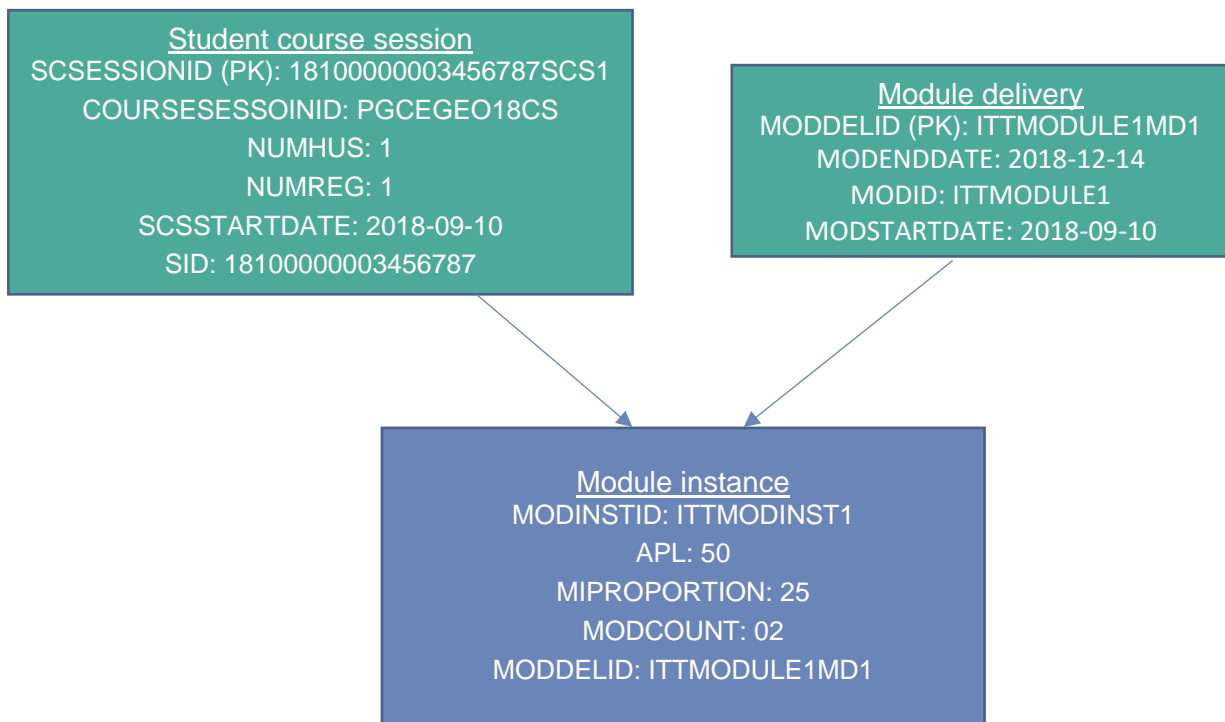 Student course session
SCSESSIONID (PK): 18100000003456787SCS1
COURSESESSOINID: PGCEGEO18CS
NUMHUS: 1
NUMREG: 1
SCSSTARTDATE: 2018-09-10
SID: 18100000003456787
Module delivery
MODDELID (PK): ITTMODULE1MD1
MODENDDATE: 2018-12-14
MODID: ITTMODULE1
MODSTARTDATE: 2018-09-10
Module instance
MODINSTID: ITTMODINST1
APL: 50
MIPROPORTION: 25
MODCOUNT: 02
MODDELID: ITTMODULE1MD1